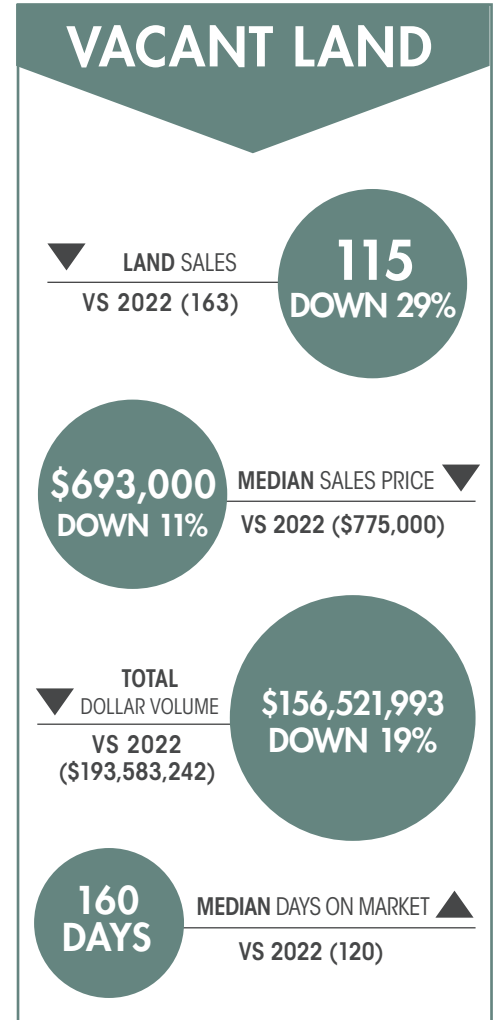 VACANT LAND
LAND SALES
VS 2022 (163)
115
DOWN 29%
$693,000
DOWN 11%
MEDIAN SALES PRICE
VS 2022 ($775,000)
TOTAL
DOLLAR VOLUME
VS 2022
($193,583,242)
$156,521,993
DOWN 19%
160
DAYS
MEDIAN DAYS ON MARKET
VS 2022 (120)